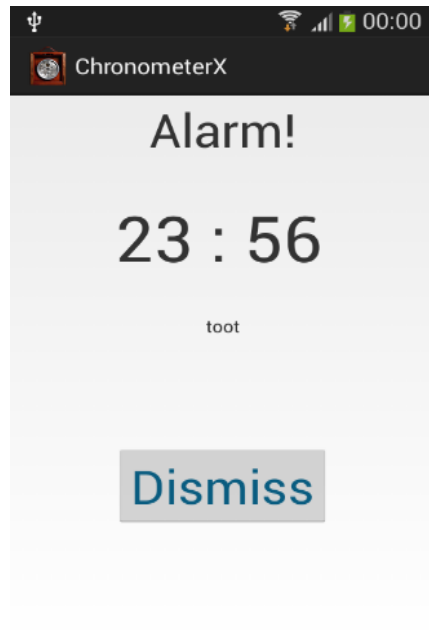 00:00
ChronometerX
Alarm!
23 : 56
toot
Dismiss